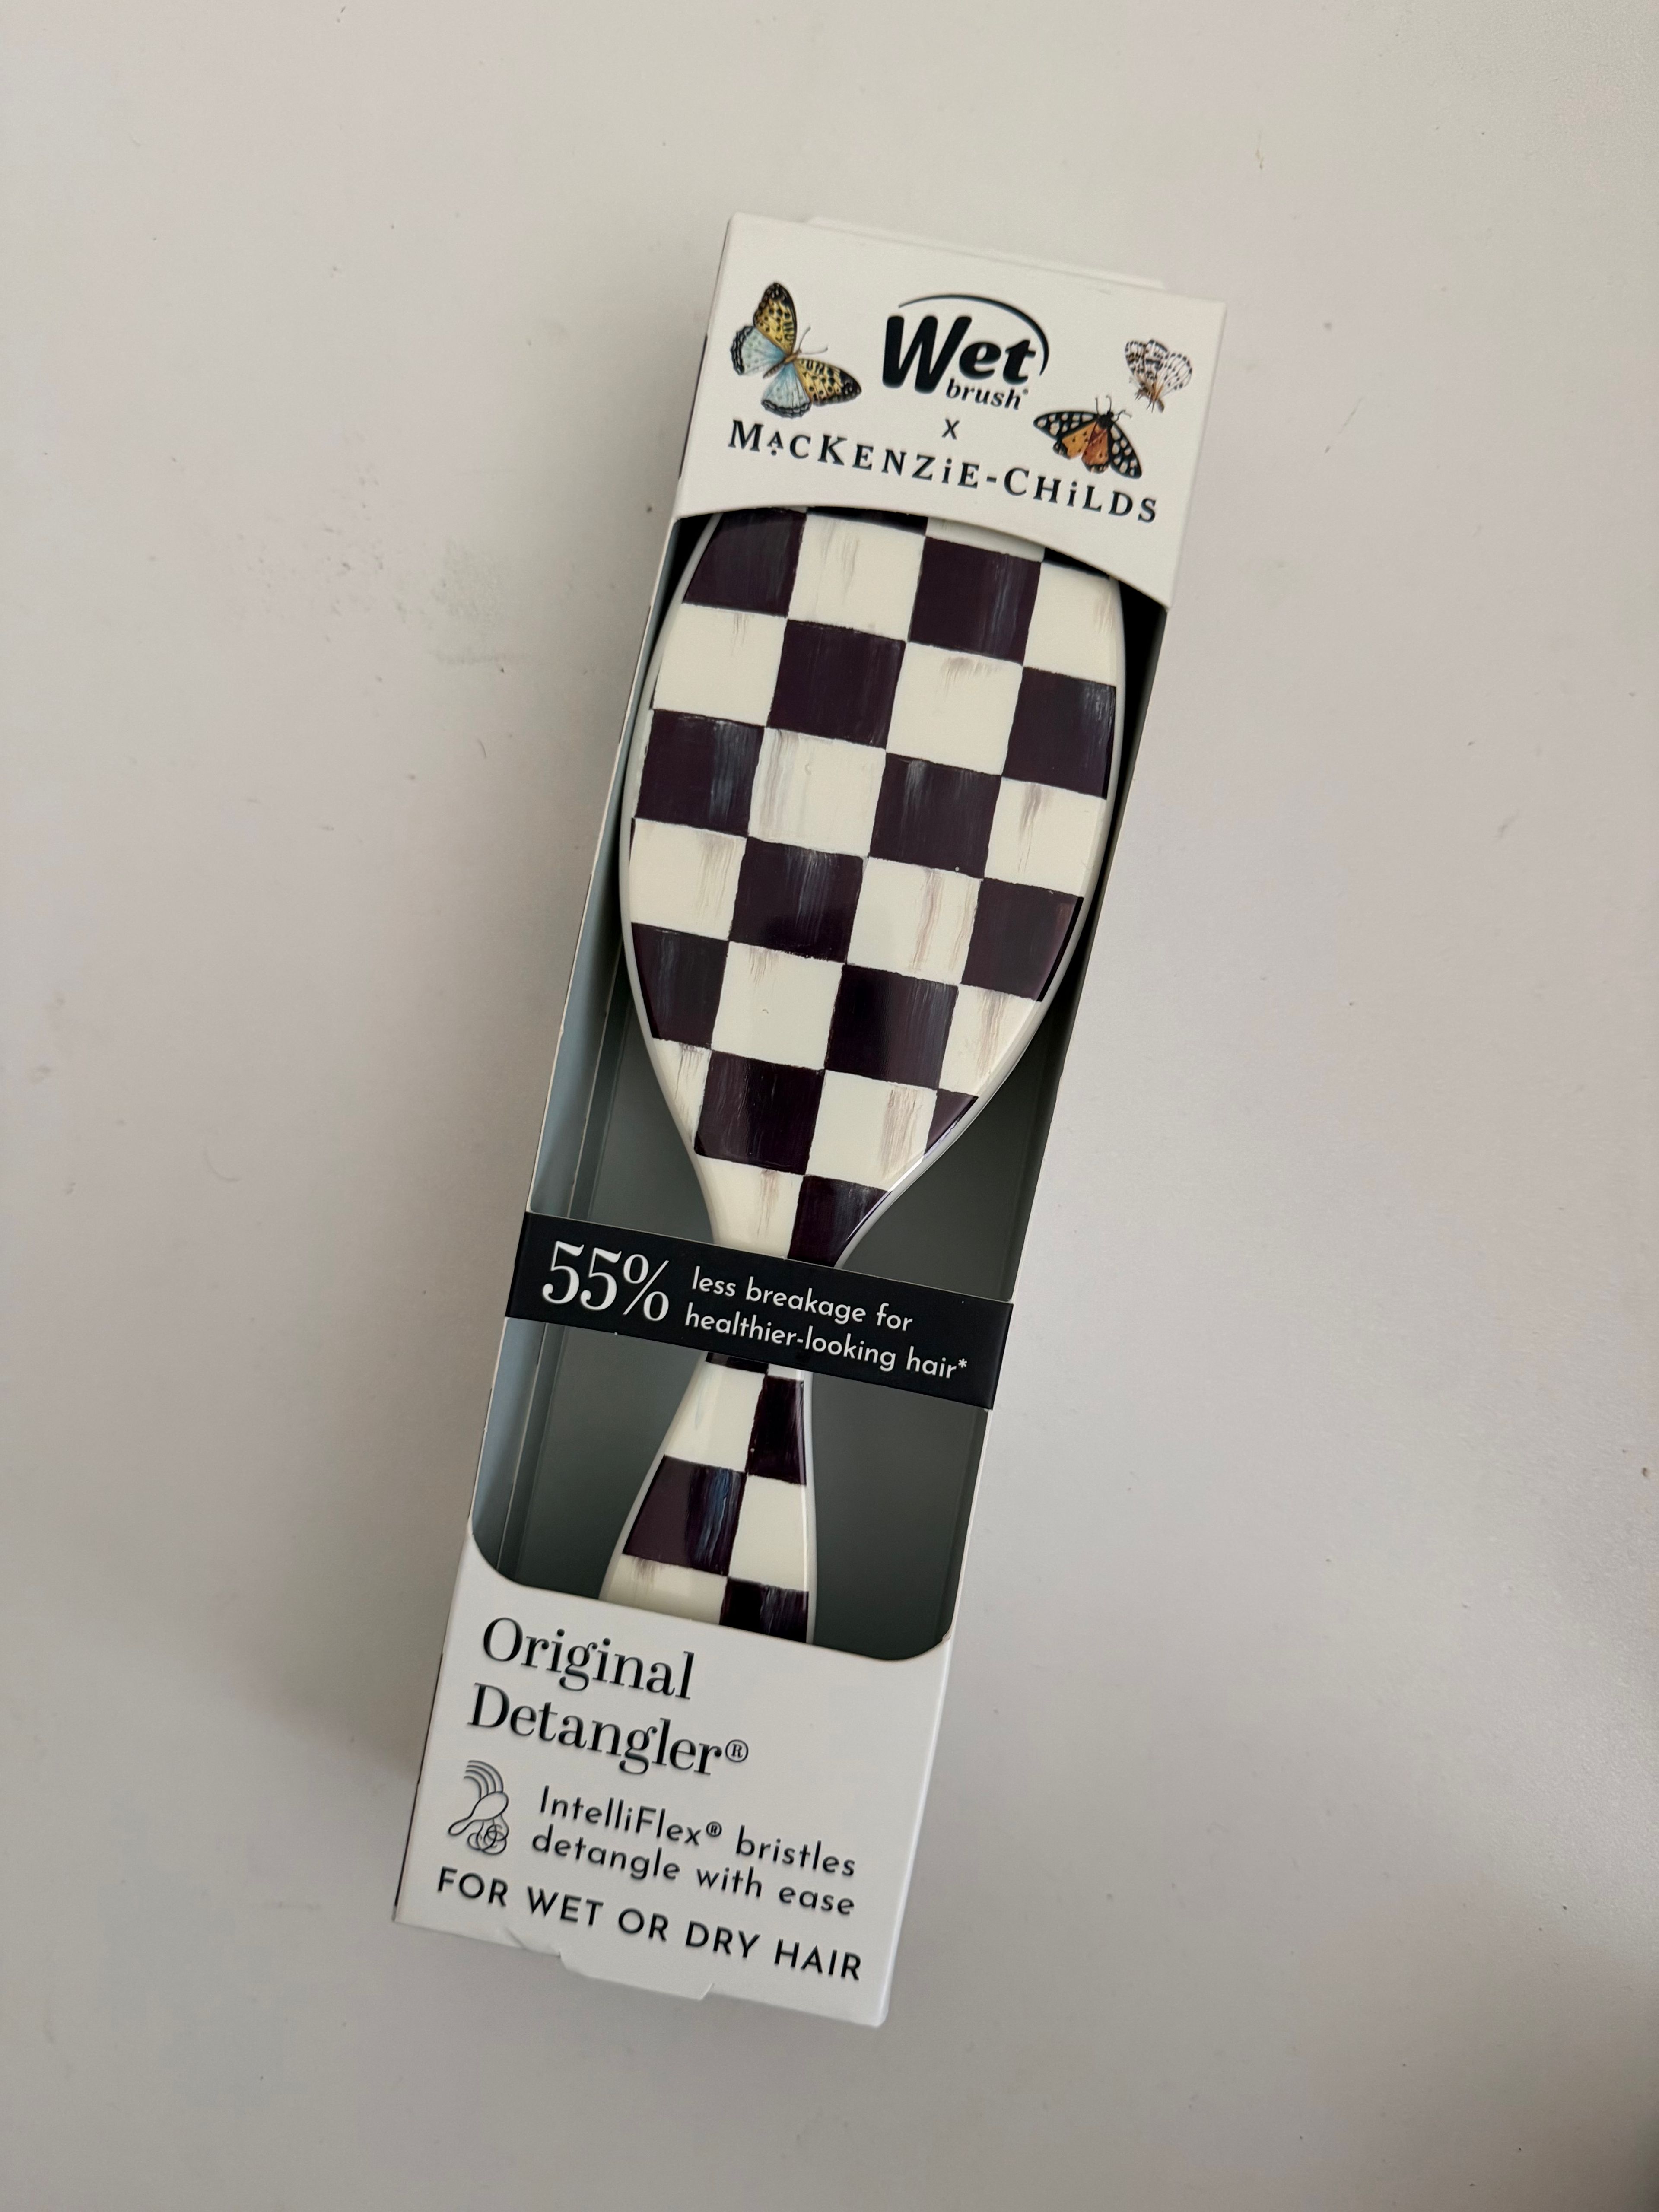 Wet
brush®
x
MACKENZiE-CHiLDS
55% less breakage for
healthier-looking hair*
Original
Detangler®
IntelliFlex® bristles
detangle with ease
FOR WET OR DRY HAIR